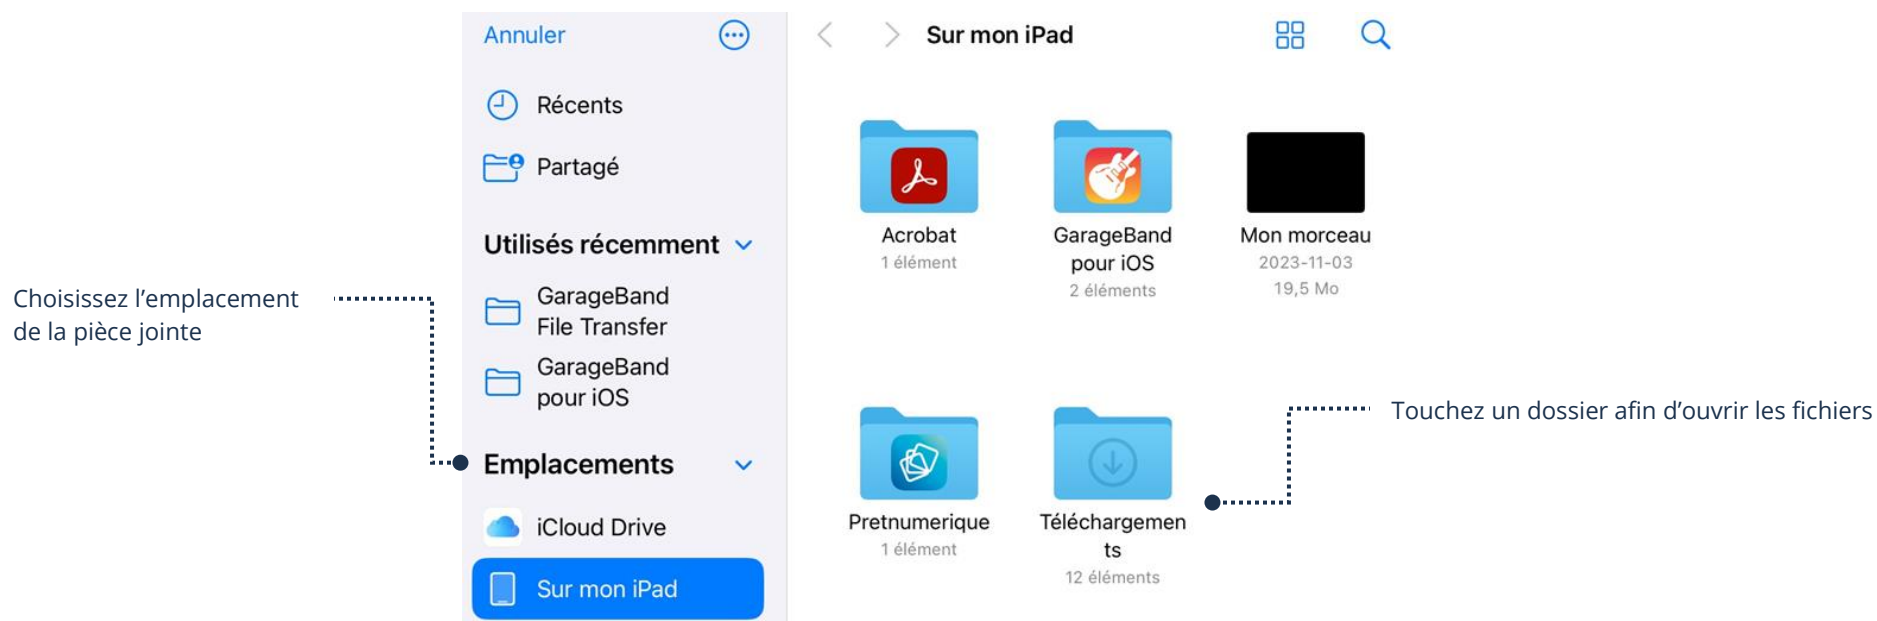 Choisissez l’emplacement
de la pièce jointe
Annuler
Récents
Partagé
Utilisés récemment
GarageBand
File Transfer
GarageBand
pour iOS
Emplacements
iCloud Drive
Sur mon iPad
Sur mon iPad
Acrobat
1 élément
GarageBand
pour iOS
2 éléments
Mon morceau
2023-11-03
19,5 Mo
Pretnumerique
1 élément
Téléchargemen
ts
12 éléments
Touchez un dossier afin d’ouvrir les fichiers